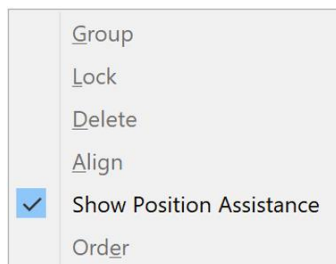 Group
Lock
Delete
Align
Show Position Assistance
Order